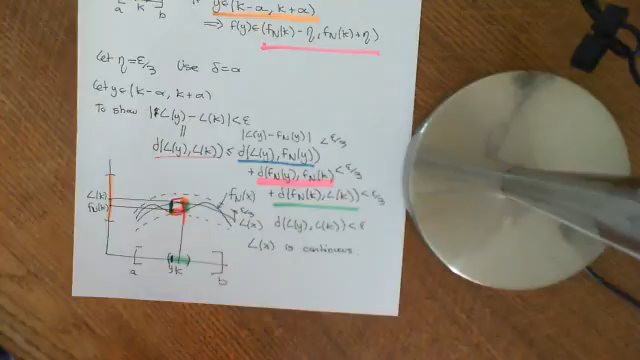 a k b
if y∈(k-α, k+α)
⟹ f(y)∈(f_N(k)-η, f_N(k)+η)
Let η=ε/3 Use δ=α
Let y∈(k-α, k+α)
To show |L(y)-L(k)|<ε
|L(y)-f_N(y)| <ε/3
d(L(y),L(k)) ≤ d(L(y), f_N(y))
+ d(f_N(y), f_N(k)) <ε/3
+ d(f_N(k), L(k)) <ε/3
L(k)
f_N(k)
f_N(x)
ε/3
L(x)
d(L(y), L(k)) <ε
L(x) is continuous
y k
a b